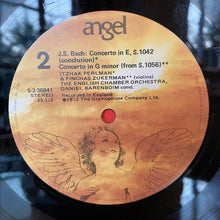 angel
2
J.S. Bach: Concerto in E, S.1042
(conclusion)*
Concerto in G minor (from S.1056)**
S-2-36841
STEREO
33-1/3
ITZHAK PERLMAN*
& PINCHAS ZUKERMAN** (violins)
THE ENGLISH CHAMBER ORCHESTRA,
DANIEL BARENBOIM cond.
Recorded in England
℗1972 The Gramophone Company Ltd.